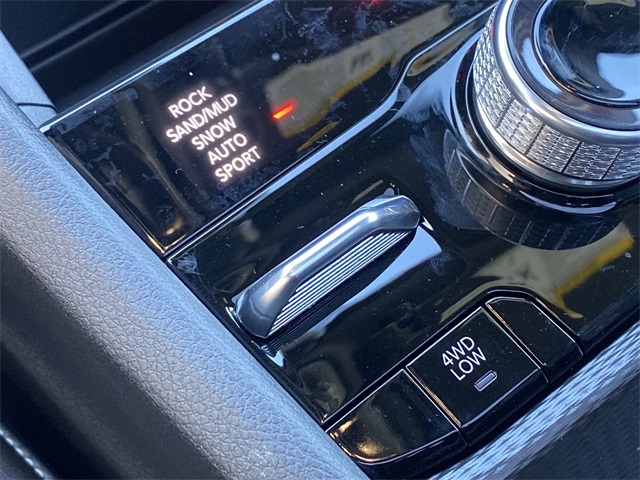 ROCK
SAND/MUD
SNOW
AUTO
SPORT
4WD
LOW